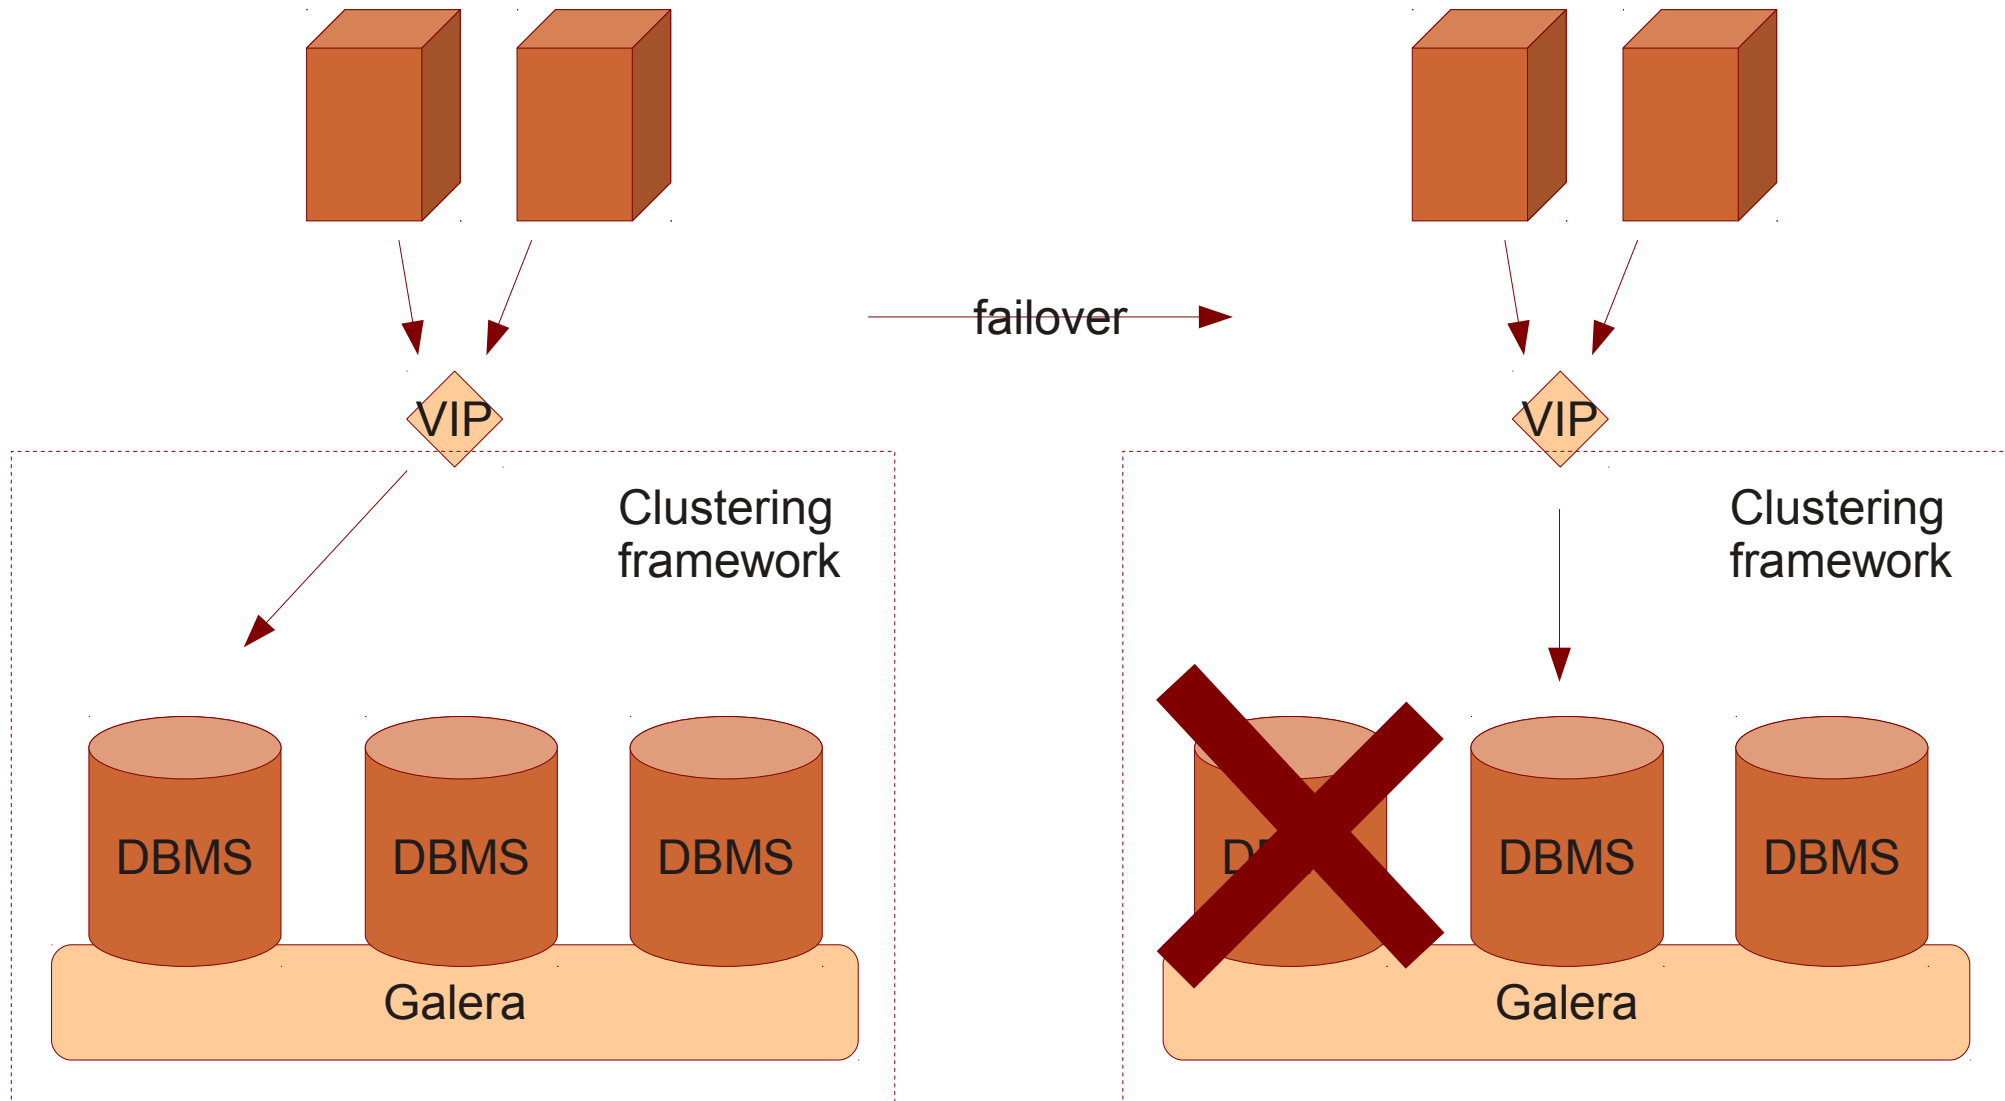 failover
VIP
VIP
Clustering
framework
Clustering
framework
DBMS
DBMS
DBMS
DBMS
DBMS
Galera
Galera